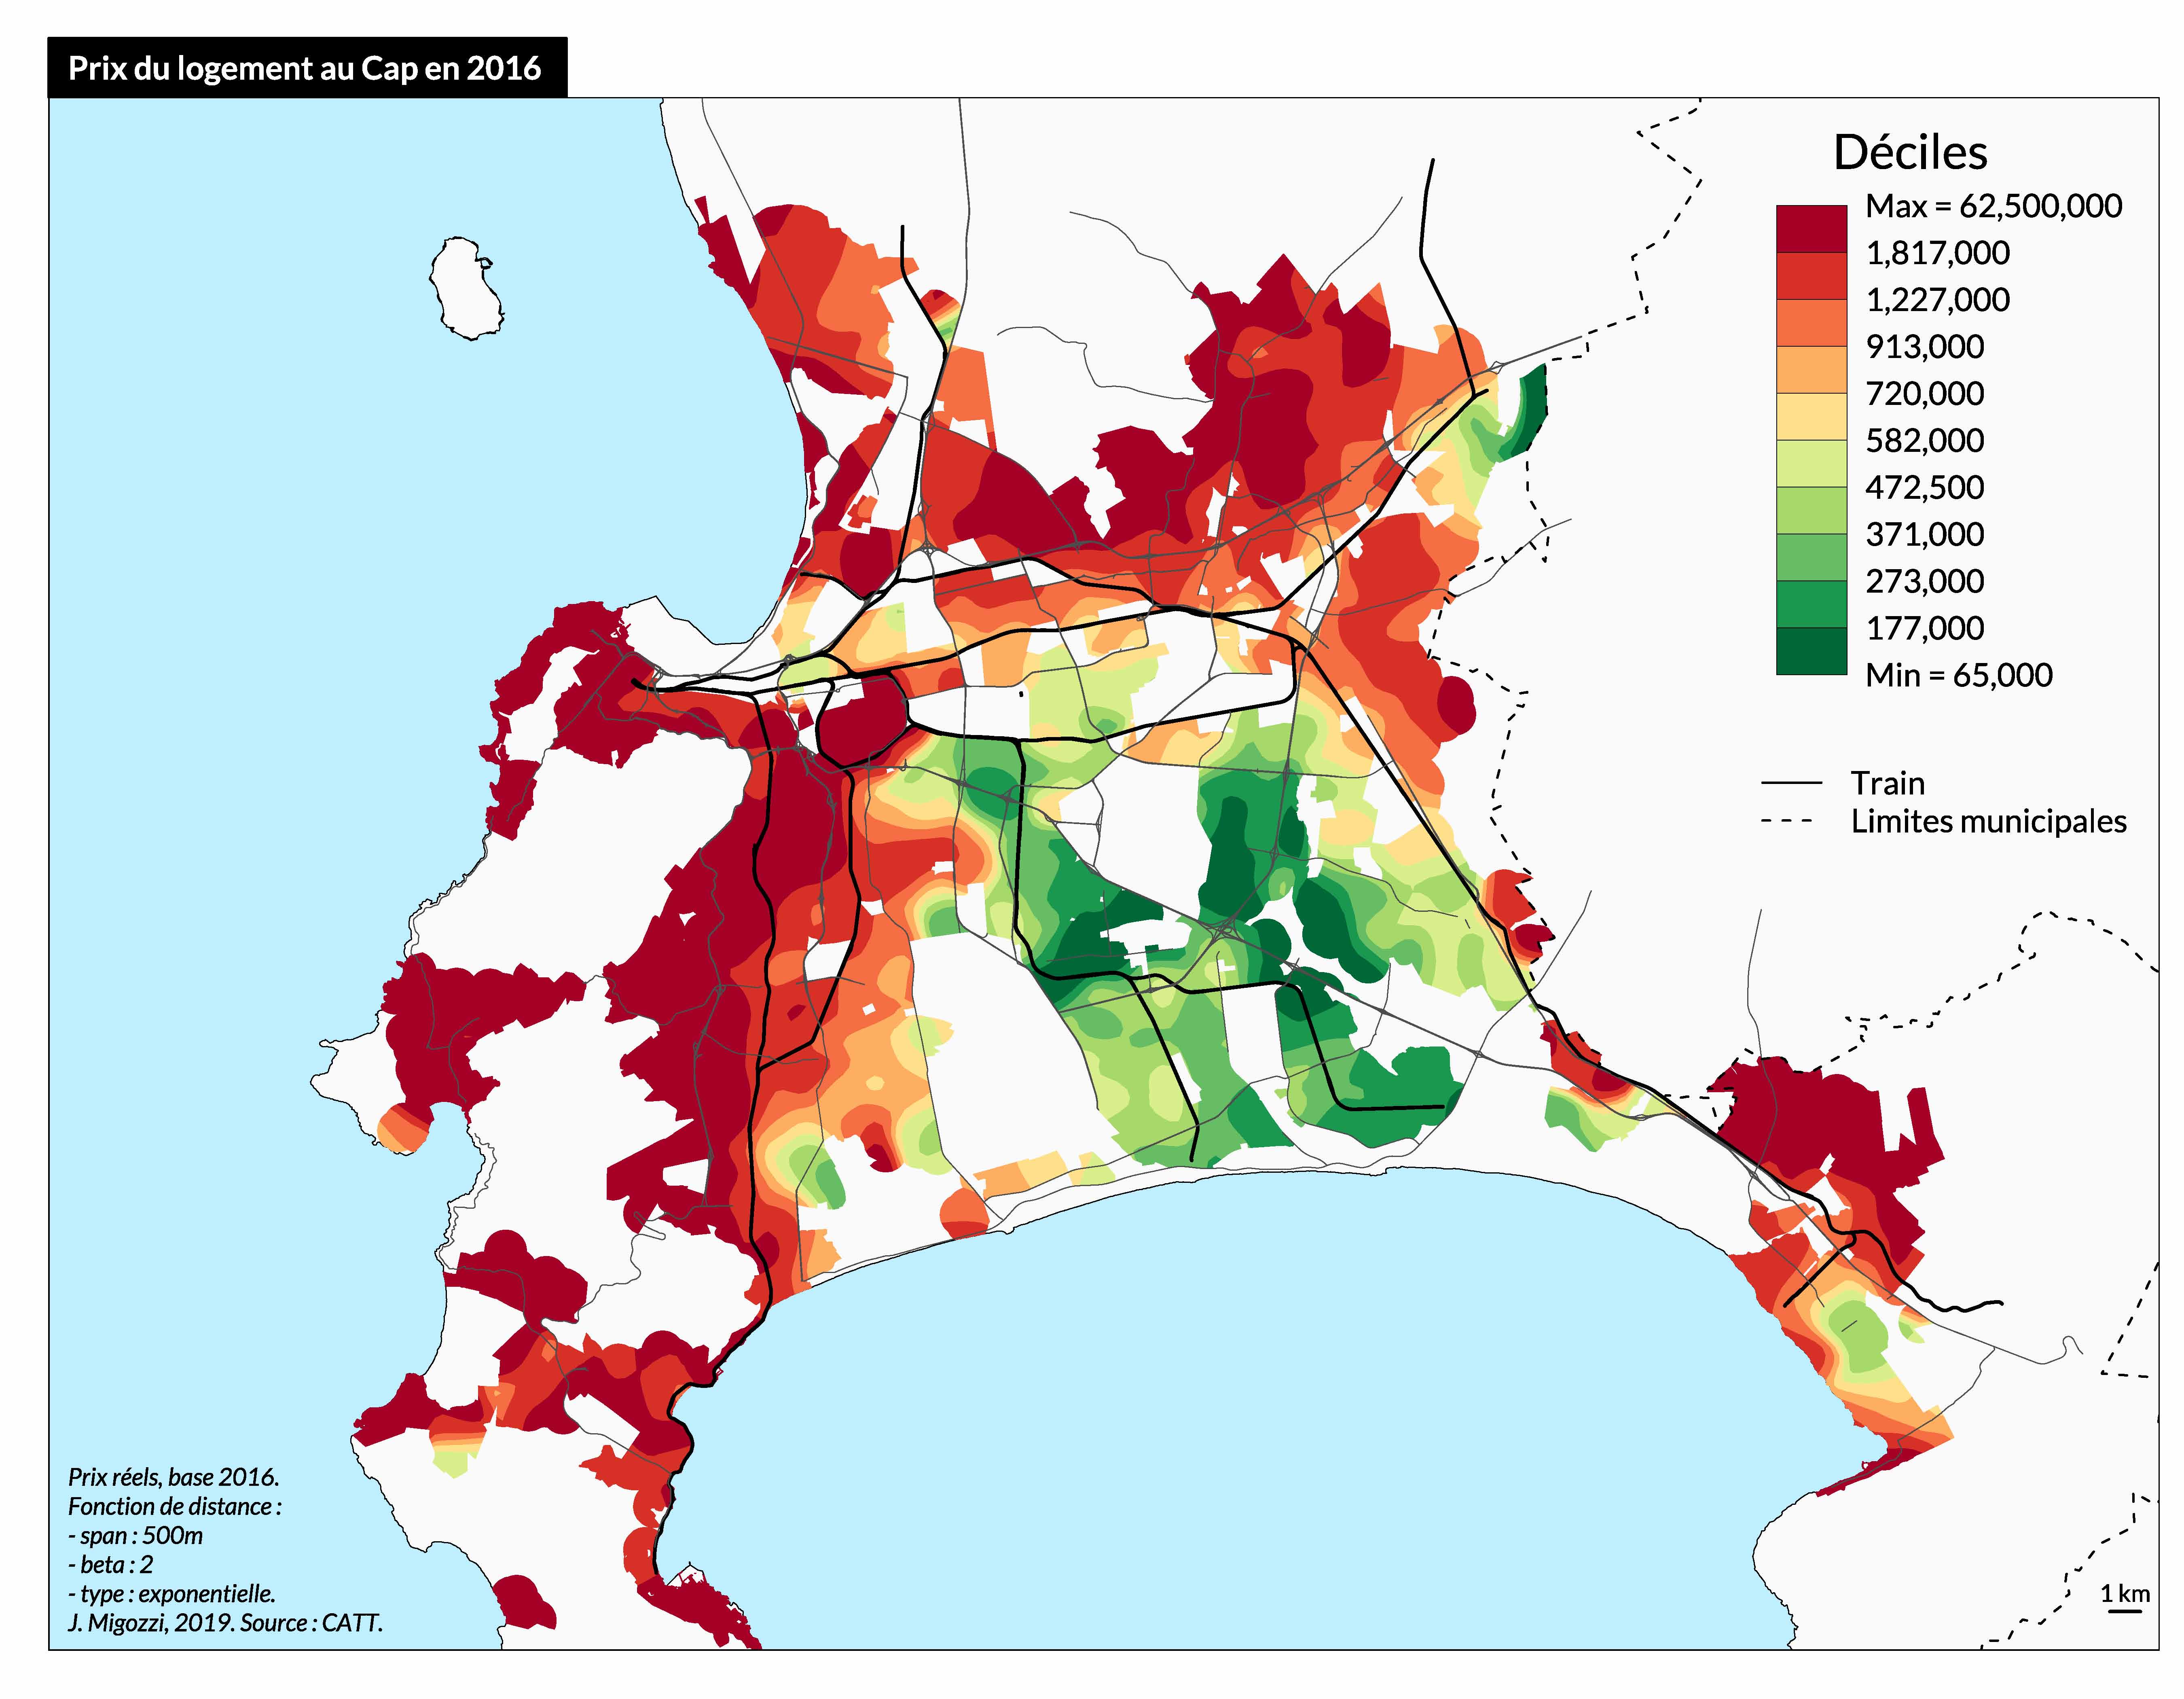 Prix du logement au Cap en 2016
Déciles
Max = 62,500,000
1,817,000
1,227,000
913,000
720,000
582,000
472,500
371,000
273,000
177,000
Min = 65,000
Train
Limites municipales
Prix réels, base 2016.
Fonction de distance :
- span : 500m
- beta : 2
- type : exponentielle.
J. Migozzi, 2019. Source : CATT.
1 km